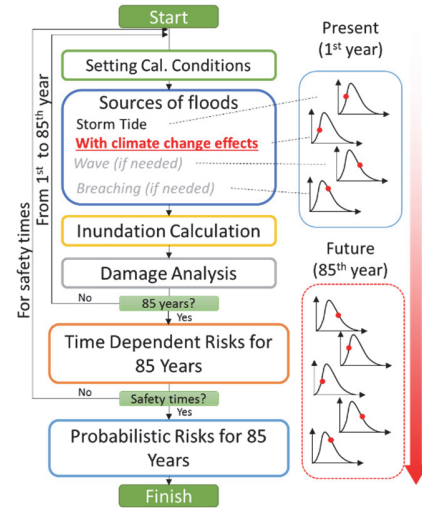 Start
Setting Cal. Conditions
Sources of floods
Storm Tide
With climate change effects
Wave (if needed)
Breaching (if needed)
Inundation Calculation
Damage Analysis
No
85 years?
Yes
Time Dependent Risks for
85 Years
No
Safety times?
Yes
Probabilistic Risks for 85
Years
Finish
For safety times
From 1st to 85th year
Present
(1st year)
Future
(85th year)